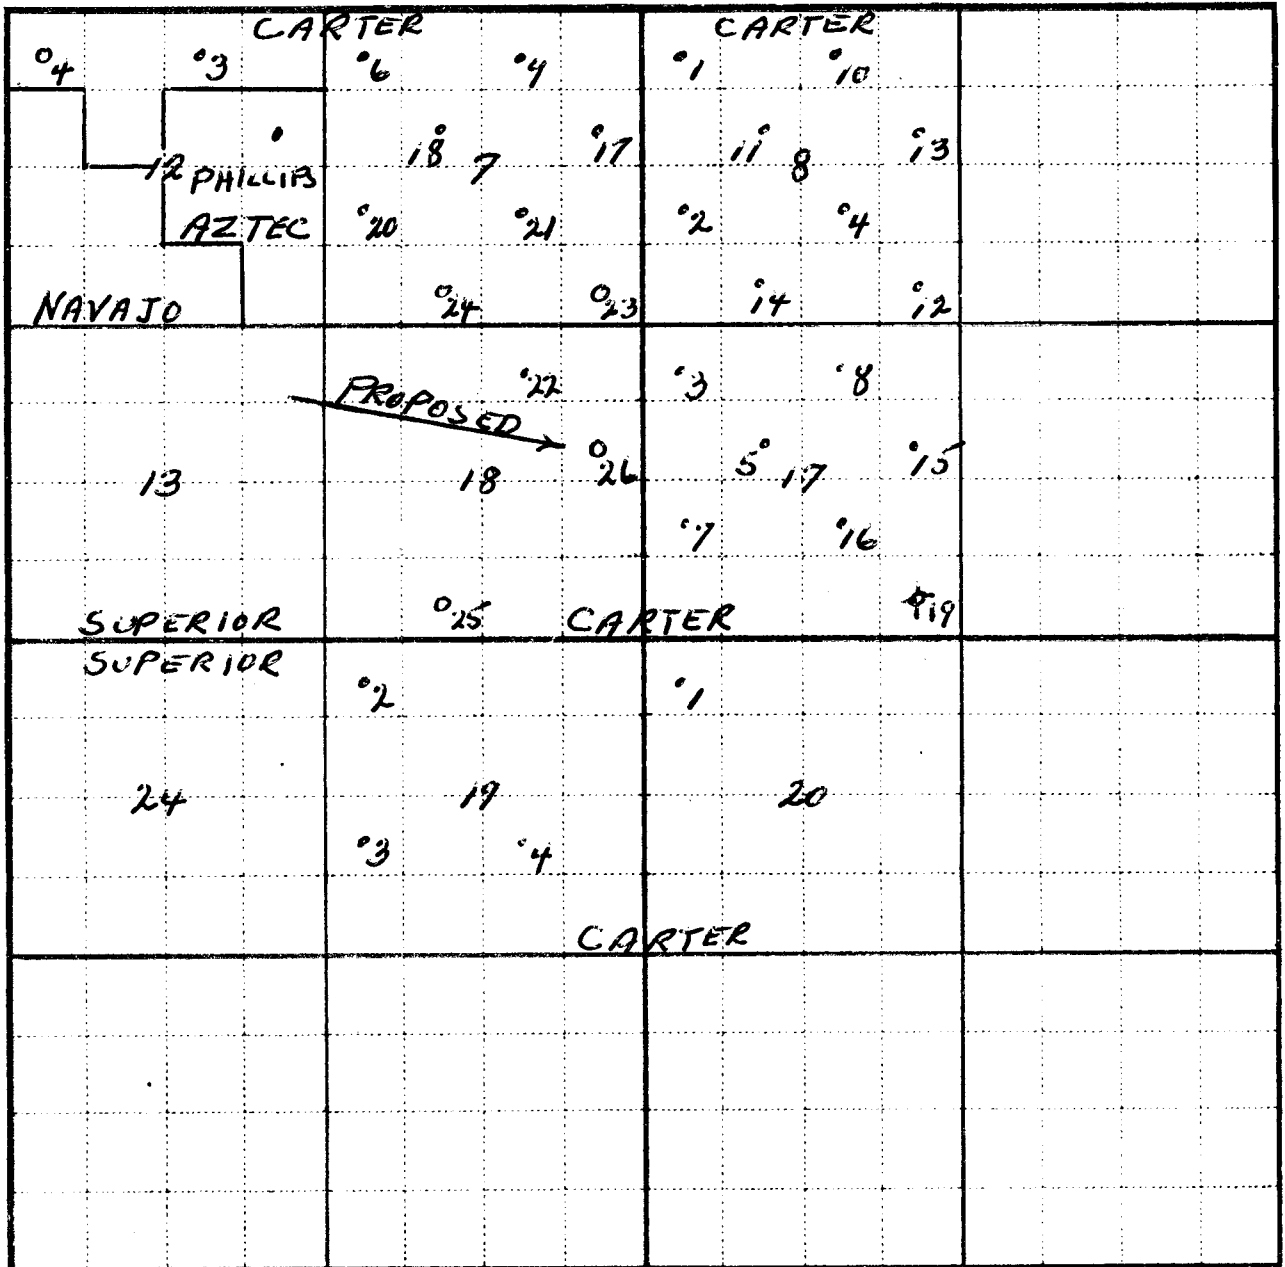 CARTER CARTER
4 3 6 4 1 10
12 18 7 17 11 8 13
PHILLIPS
AZTEC 20 21 2 4
NAVAJO 24 23 14 12
22 3 8
PROPOSED
13 18 26 5 17 15
7 16
SUPERIOR 25 CARTER 19
SUPERIOR
2 1
24 19 20
3 4
CARTER